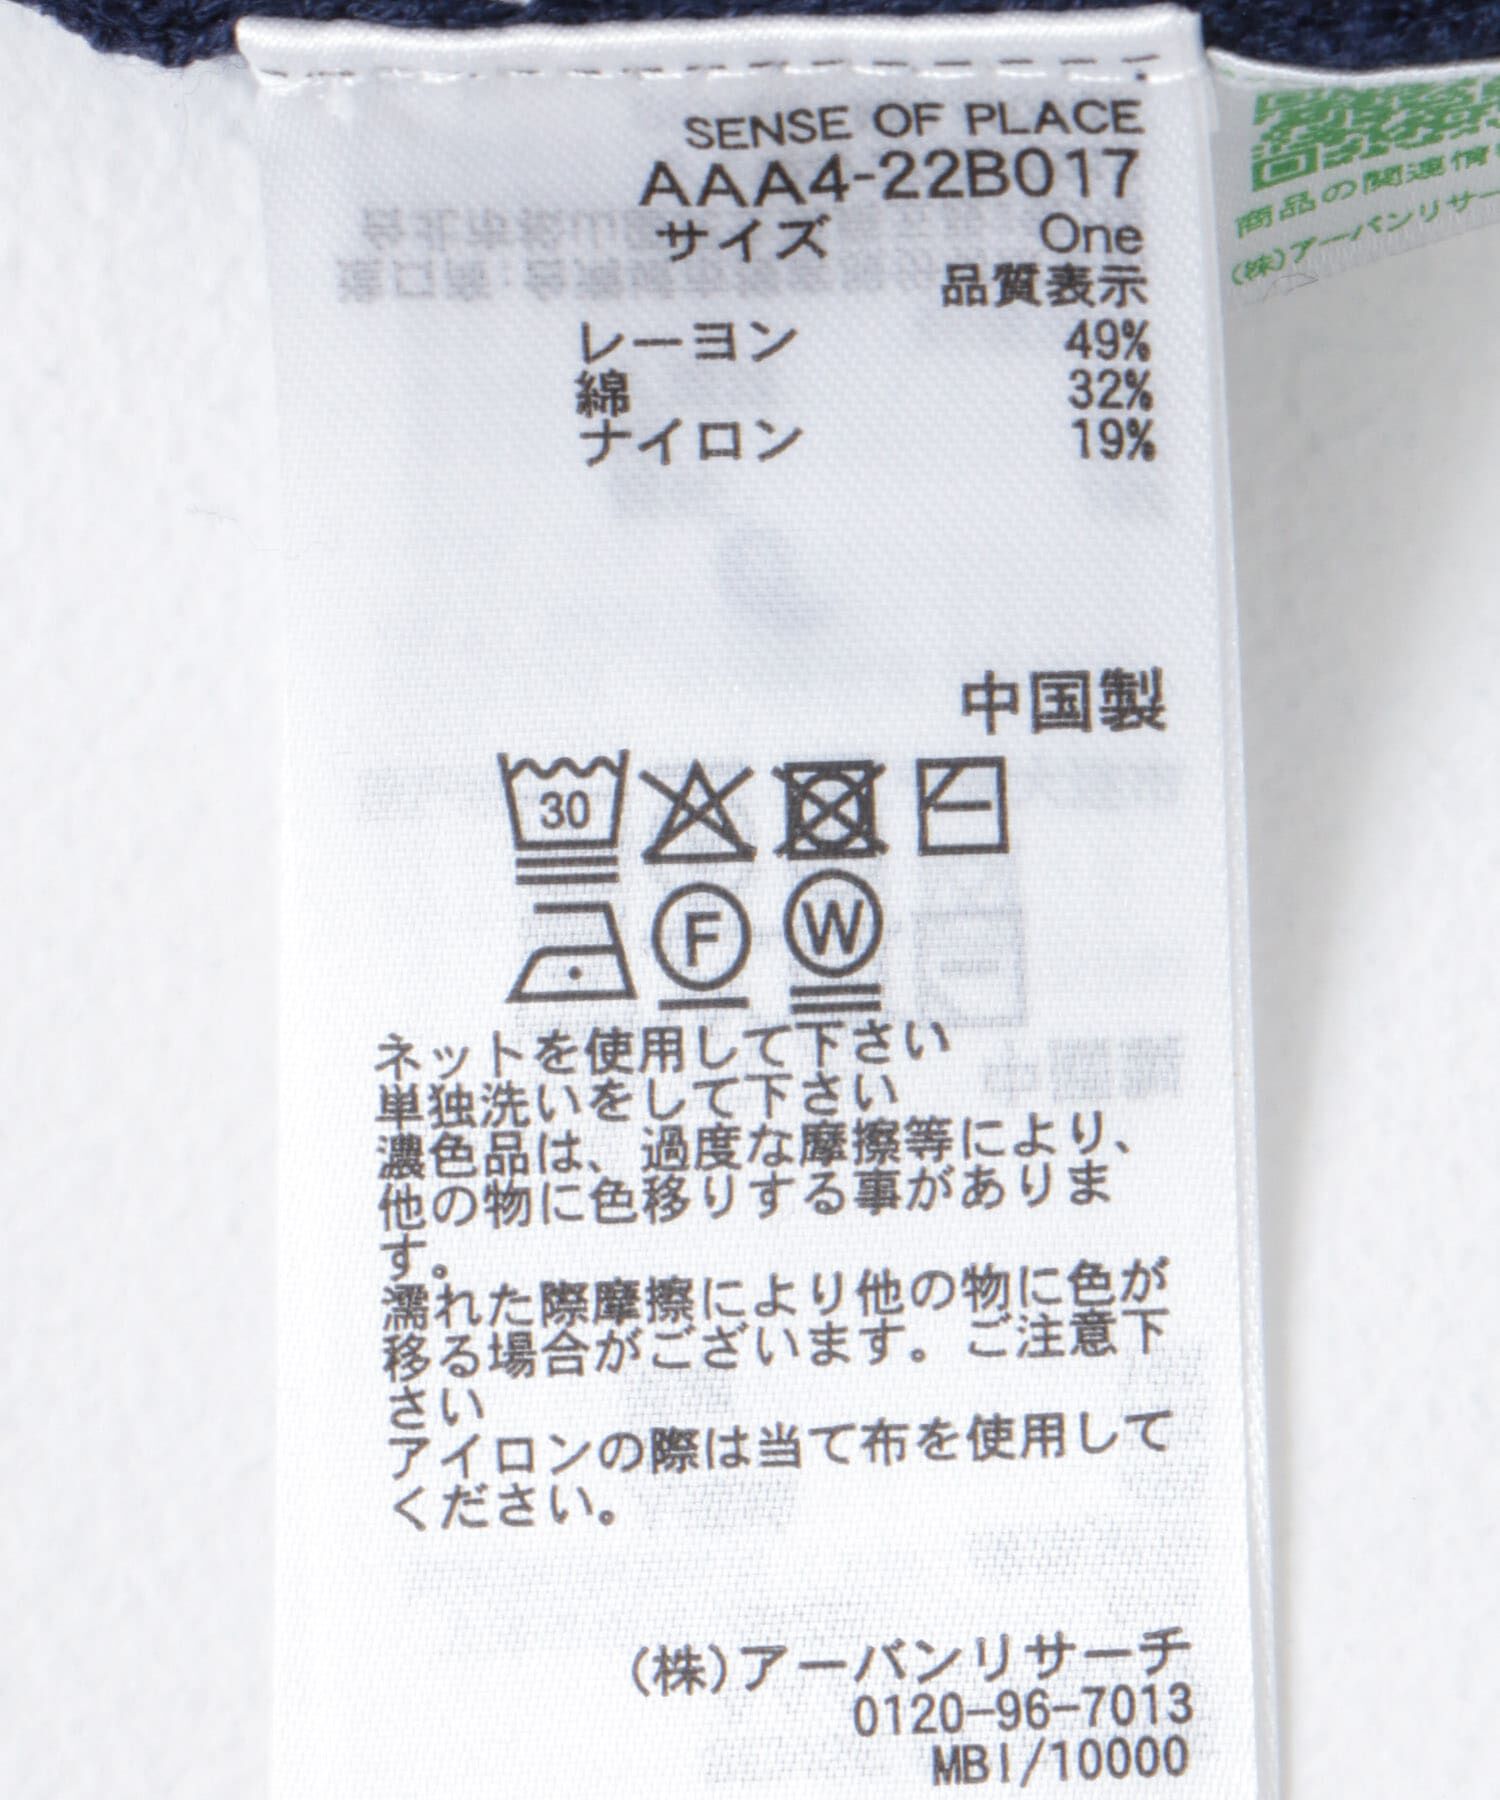 SENSE OF PLACE
AAA4-22B017
サイズ One
品質表示
レーヨン 49%
綿 32%
ナイロン 19%
中国製
30
F W
ネットを使用して下さい
単独洗いをして下さい
濃色品は、過度な摩擦等により、
他の物に色移りする事がありま
す。
濡れた際摩擦により他の物に色が
移る場合がございます。ご注意下
さい
アイロンの際は当て布を使用して
ください。
(株)アーバンリサーチ
0120-96-7013
MBI/10000
商品の関連情
(株)アーバンリサー